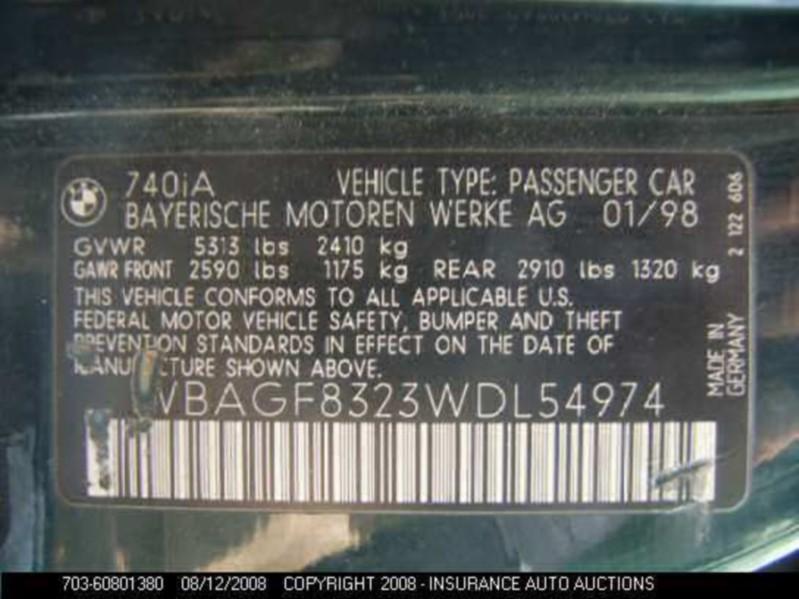 740iA VEHICLE TYPE: PASSENGER CAR
BAYERISCHE MOTOREN WERKE AG 01/98
GVWR 5313 lbs 2410 kg
GAWR FRONT 2590 lbs 1175 kg REAR 2910 lbs 1320 kg
THIS VEHICLE CONFORMS TO ALL APPLICABLE U.S.
FEDERAL MOTOR VEHICLE SAFETY, BUMPER AND THEFT
PREVENTION STANDARDS IN EFFECT ON THE DATE OF
MANUFACTURE SHOWN ABOVE.
WBAGF8323WDL54974
MADE IN
GERMANY
2 122 606
703-60801380 08/12/2008 COPYRIGHT 2008 - INSURANCE AUTO AUCTIONS